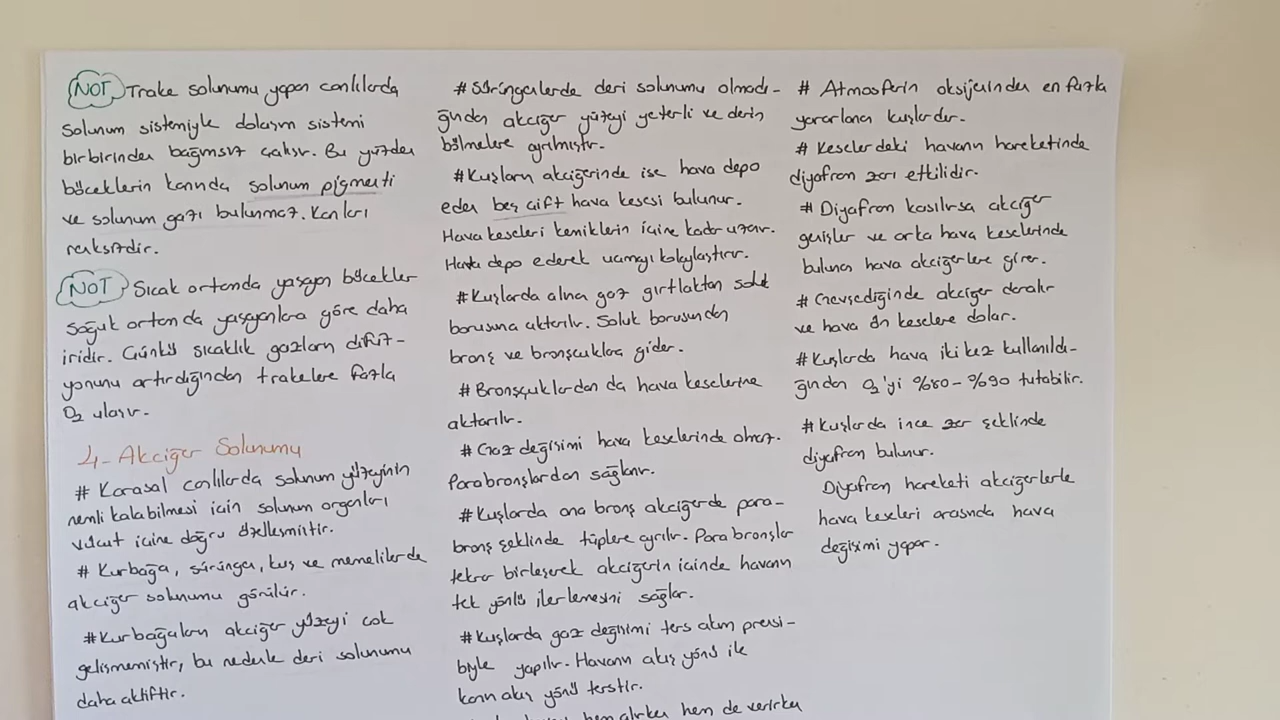 NOT Trake solunumu yapan canlılarda
solunum sistemiyle dolaşım sistemi
birbirinden bağımsız çalışır. Bu yüzden
böceklerin kanında solunum pigmenti
ve solunum gazı bulunmaz. Kanları
renksizdir.
NOT Sıcak ortamda yaşayan böcekler
soğuk ortamda yaşayanlara göre daha
iridir. Çünkü sıcaklık gazların difüz-
yonunu artırdığından trakelere fazla
O₂ ulaşır.
4- Akciğer Solunumu
# Karasal canlılarda solunum yüzeyinin
nemli kalabilmesi için solunum organları
vücut içine doğru özelleşmiştir.
# Kurbağa, sürüngen, kuş ve memelilerde
akciğer solunumu görülür.
# Kurbağaların akciğer yüzeyi çok
gelişmemiştir, bu nedenle deri solunumu
daha aktiftir.
# Sürüngenlerde deri solunumu olmadı-
ğından akciğer yüzeyi yeterli ve derin
bölmelere ayrılmıştır.
# Kuşların akciğerinde ise hava depo
eden beş çift hava kesesi bulunur.
Hava keseleri kemiklerin içine kadar uzanır.
Hava depo ederek uçmayı kolaylaştırır.
# Kuşlarda alınan gaz gırtlaktan soluk
borusuna aktarılır. Soluk borusundan
bronş ve bronşçuklara gider.
# Bronşçuklardan da hava keselerine
aktarılır.
# Gaz değişimi hava keselerinde olmaz.
Parabronşlardan sağlanır.
# Kuşlarda ana bronş akciğerde para-
bronş şeklinde tüplere ayrılır. Parabronşlar
tekrar birleşerek akciğerin içinde havanın
tek yönlü ilerlemesini sağlar.
# Kuşlarda gaz değişimi ters akım prensi-
biyle yapılır. Havanın akış yönü ile
kanın akış yönü terstir.
hem alırken hem de verirken
# Atmosferin oksijeninden en fazla
yararlanan kuşlardır.
# Keselerdeki havanın hareketinde
diyafram zarı etkilidir.
# Diyafram kasılırsa akciğer
genişler ve arka hava keselerinde
bulunan hava akciğerlere girer.
# Gevşediğinde akciğer daralır
ve hava ön keselere dolar.
# Kuşlarda hava iki kez kullanıldı-
ğından O₂'yi %80-%90 tutabilir.
# Kuşlarda ince zar şeklinde
diyafram bulunur.
Diyafram hareketi akciğerlerle
hava keseleri arasında hava
değişimi yapar.